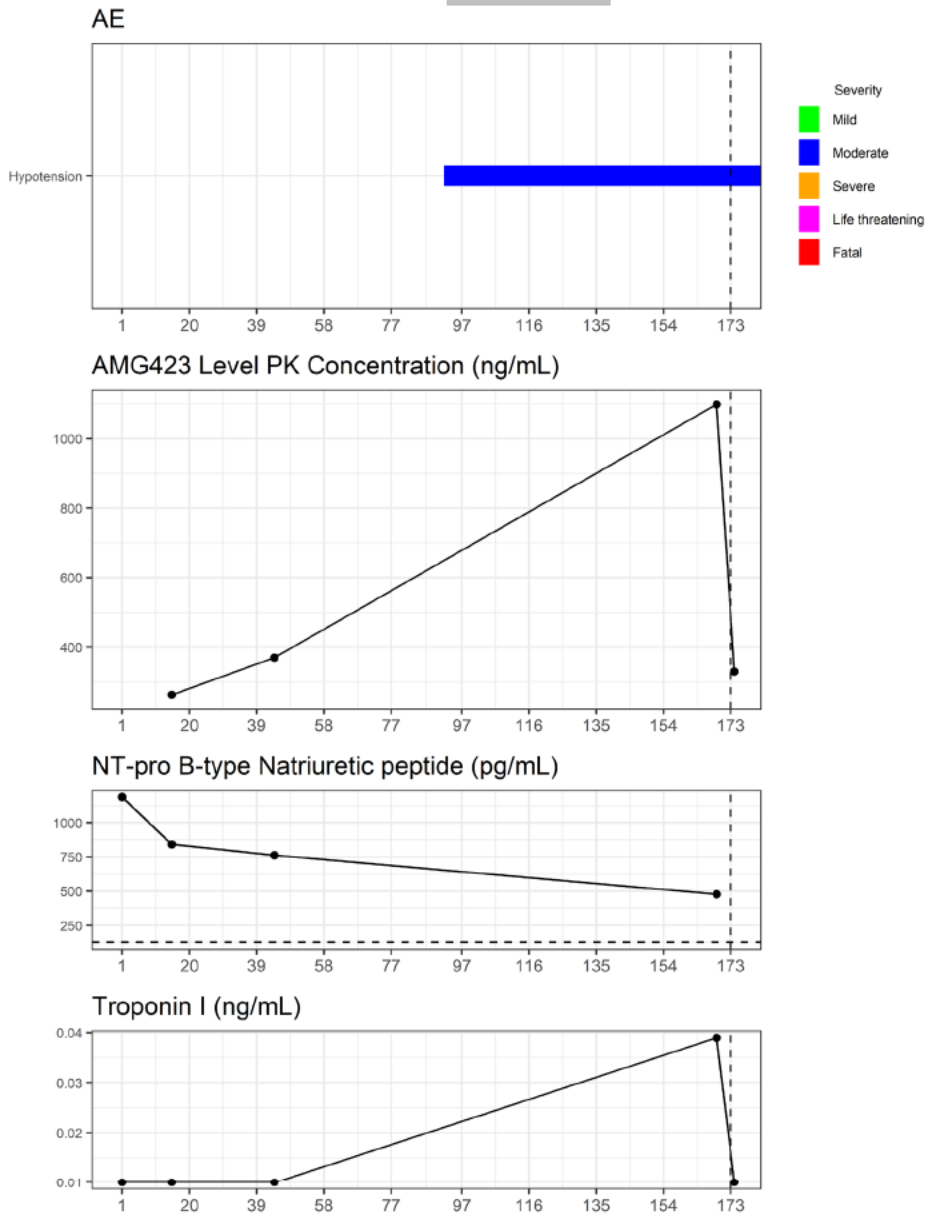 AE
Hypotension
1 20 39 58 77 97 116 135 154 173
Severity
Mild
Moderate
Severe
Life threatening
Fatal
AMG423 Level PK Concentration (ng/mL)
1000
800
600
400
1 20 39 58 77 97 116 135 154 173
NT-pro B-type Natriuretic peptide (pg/mL)
1000
750
500
250
1 20 39 58 77 97 116 135 154 173
Troponin I (ng/mL)
0.04
0.03
0.02
0.01
1 20 39 58 77 97 116 135 154 173